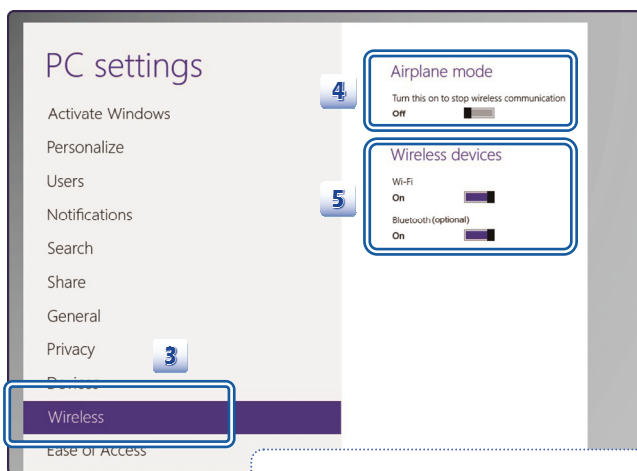 PC settings
Activate Windows
Personalize
Users
Notifications
Search
Share
General
Privacy
3
Devices
Wireless
Ease of Access
4
Airplane mode
Turn this on to stop wireless communication
Off
5
Wireless devices
Wi-Fi
On
Bluetooth(optional)
On